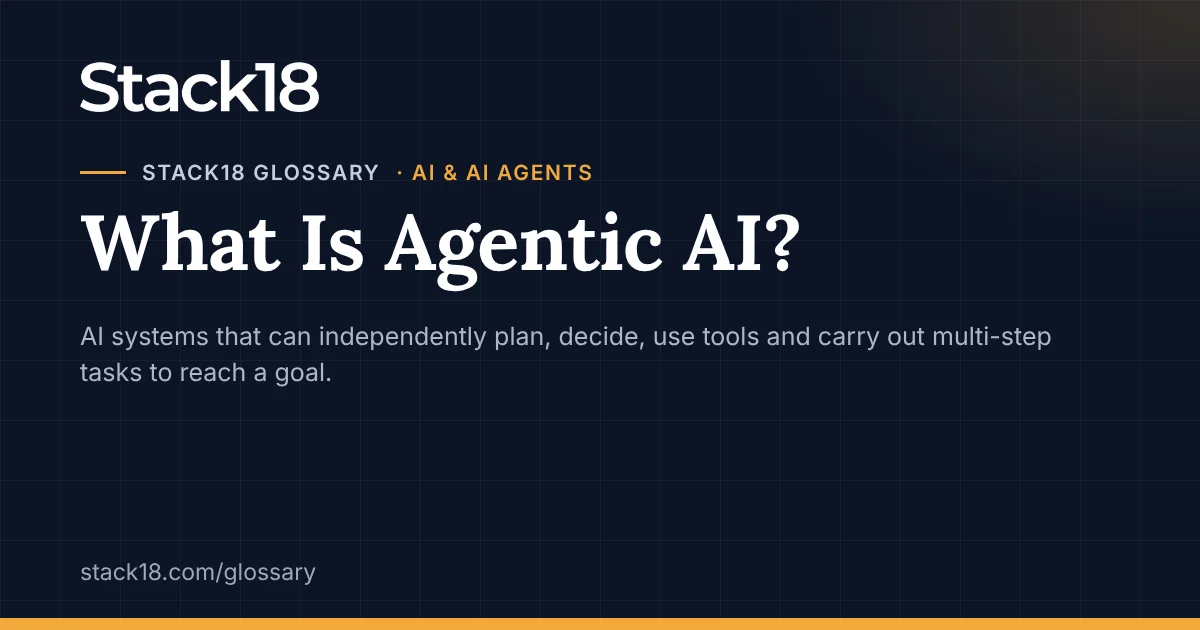 Stack18
STACK18 GLOSSARY · AI & AI AGENTS
What Is Agentic AI?
AI systems that can independently plan, decide, use tools and carry out multi-step
tasks to reach a goal.
stack18.com/glossary